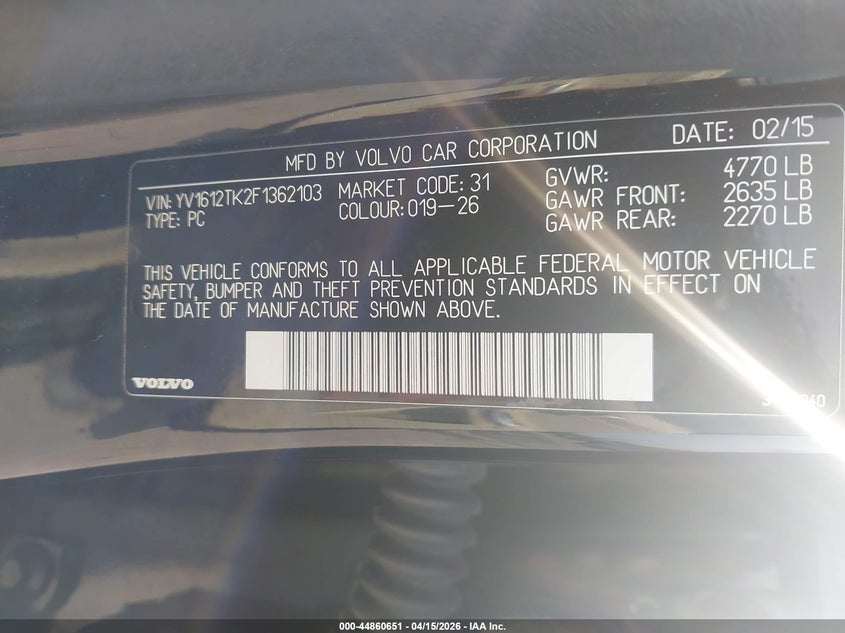 MFD BY VOLVO CAR CORPORATION DATE: 02/15
VIN: YV1612TK2F1362103 MARKET CODE: 31 GVWR: 4770 LB
TYPE: PC COLOUR: 019-26 GAWR FRONT: 2635 LB
GAWR REAR: 2270 LB
THIS VEHICLE CONFORMS TO ALL APPLICABLE FEDERAL MOTOR VEHICLE
SAFETY, BUMPER AND THEFT PREVENTION STANDARDS IN EFFECT ON
THE DATE OF MANUFACTURE SHOWN ABOVE.
VOLVO
000-44860651 - 04/15/2026 - IAA Inc.